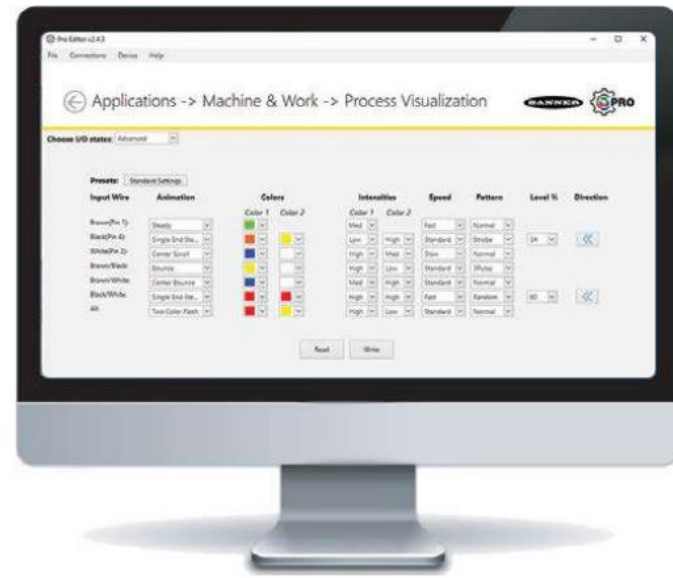 Pro Editor v2.4.3
File Connections Device Help
Applications -> Machine & Work -> Process Visualization BANNER PRO
Choose I/O states: Advanced
Presets: Standard Settings
Input Wire Animation Colors Intensities Speed Pattern Level % Direction
Color 1 Color 2 Color 1 Color 2
Brown(Pin 1): Steady Med Fast Normal
Black(Pin 4): Single End Ste... Low High Standard Strobe 24
White(Pin 2): Center Scroll High Med Slow Normal
Brown/Black: Bounce High Low Standard 3Pulse
Brown/White: Center Bounce Med High Standard Normal
Black/White: Single End Ste... High High Fast Random 60
All: Two Color Flash High Low Standard Normal
Read Write